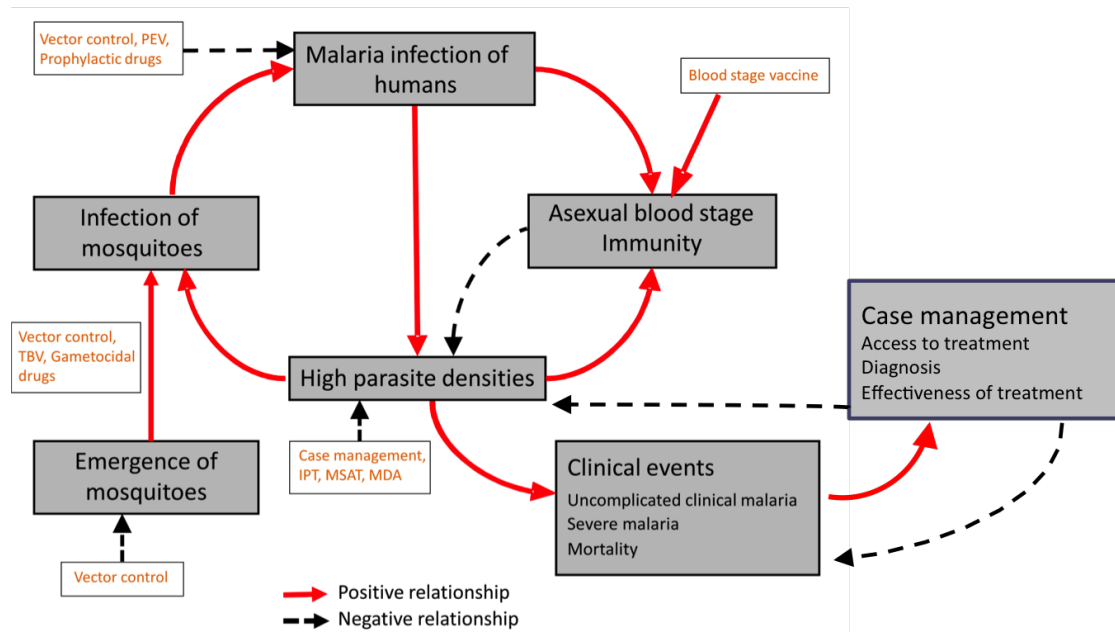 Vector control, PEV,
Prophylactic drugs
Malaria infection of
humans
Blood stage vaccine
Infection of
mosquitoes
Asexual blood stage
Immunity
Vector control,
TBV, Gametocidal
drugs
High parasite densities
Case management
Access to treatment
Diagnosis
Effectiveness of treatment
Emergence of
mosquitoes
Case management,
IPT, MSAT, MDA
Clinical events
Uncomplicated clinical malaria
Severe malaria
Mortality
Vector control
Positive relationship
Negative relationship